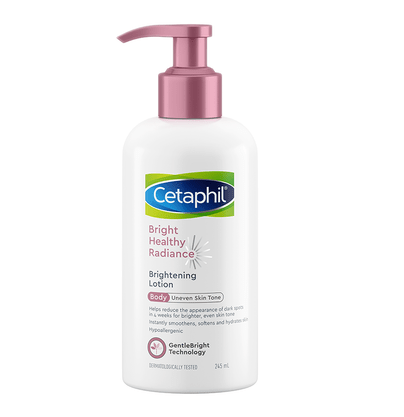 Cetaphil®
Bright
Healthy
Radiance
Brightening
Lotion
Body Uneven Skin Tone
Helps reduce the appearance of dark spots
in 4 weeks for brighter, even skin tone
Instantly smoothens, softens and hydrates skin
Hypoallergenic
GentleBright
Technology
DERMATOLOGICALLY TESTED 245 mL